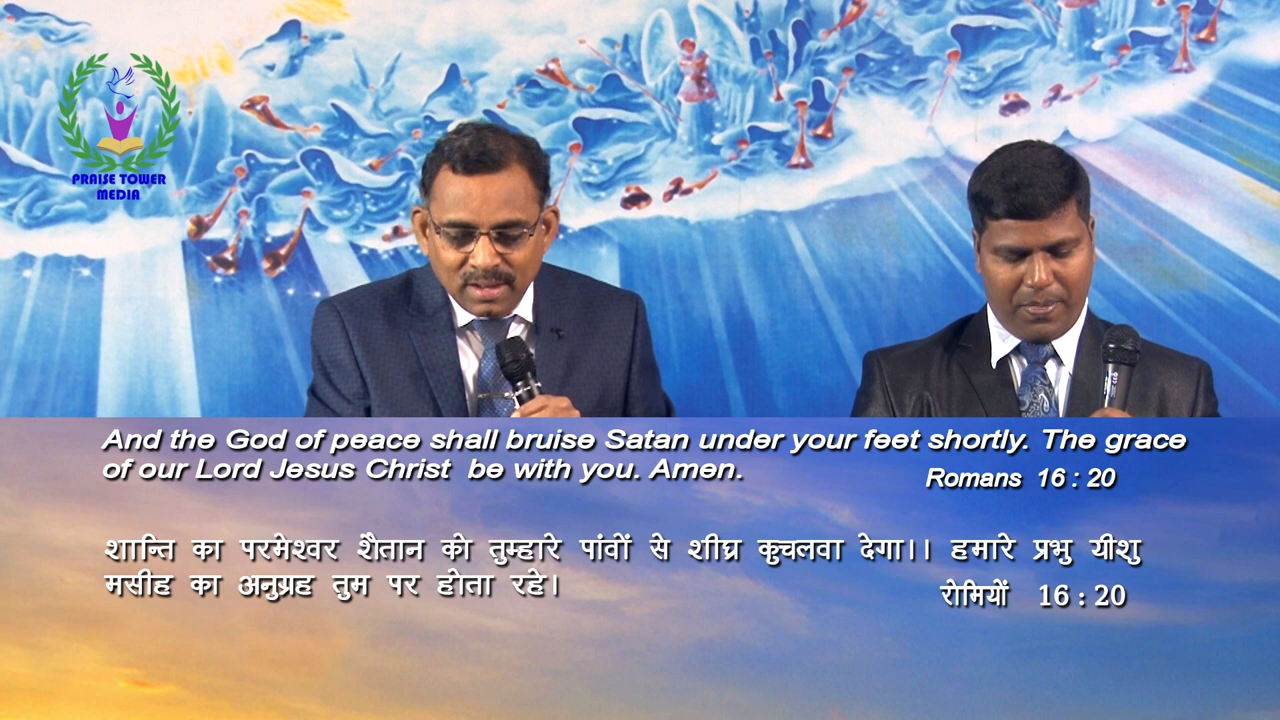 PRAISE TOWER
MEDIA
And the God of peace shall bruise Satan under your feet shortly. The grace
of our Lord Jesus Christ be with you. Amen.
Romans 16 : 20
शान्ति का परमेश्वर शैतान को तुम्हारे पांवों से शीघ्र कुचलवा देगा।। हमारे प्रभु यीशु
मसीह का अनुग्रह तुम पर होता रहे।
रोमियों 16 : 20